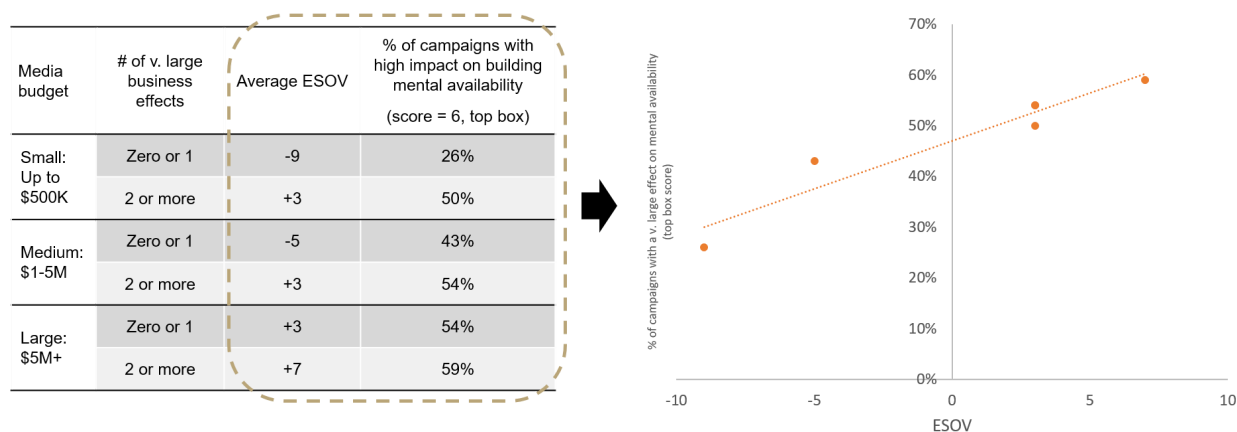 Media
budget
# of v. large
business
effects
Average ESOV
% of campaigns with
high impact on building
mental availability
(score = 6, top box)
Small:
Up to
$500K
Zero or 1
-9
26%
2 or more
+3
50%
Medium:
$1-5M
Zero or 1
-5
43%
2 or more
+3
54%
Large:
$5M+
Zero or 1
+3
54%
2 or more
+7
59%
% of campaigns with a v. large effect on mental availability
(top box score)
70%
60%
50%
40%
30%
20%
10%
0%
-10
-5
0
5
10
ESOV